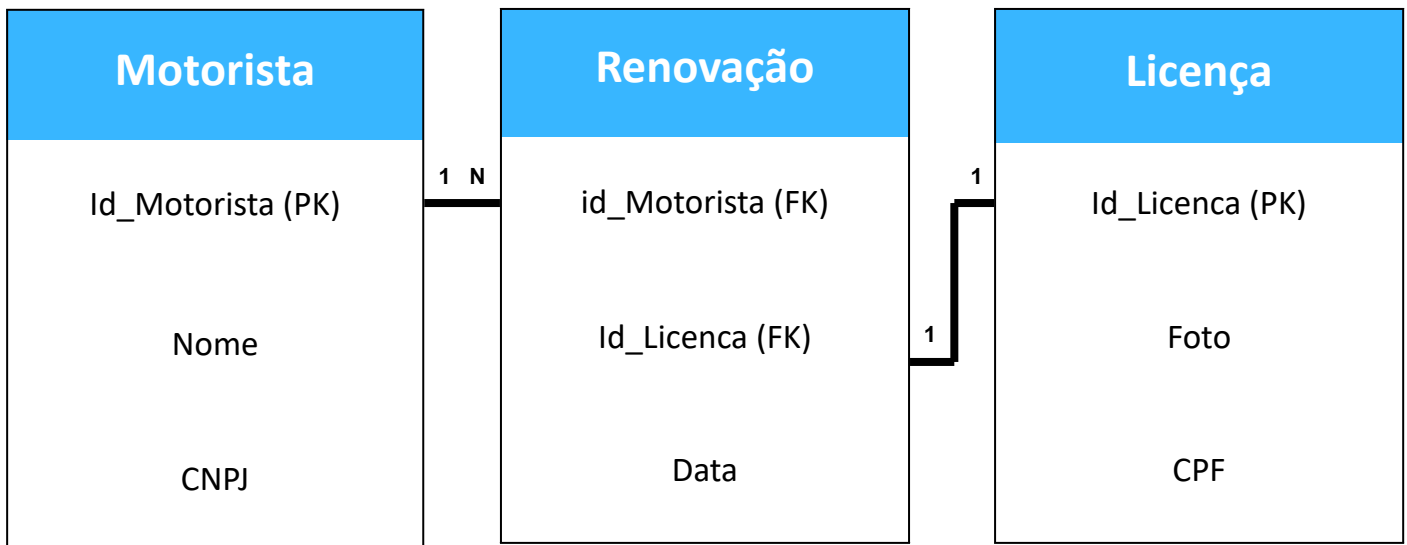 Motorista
Id_Motorista (PK)
Nome
CNPJ
1 N
Renovação
id_Motorista (FK)
Id_Licenca (FK)
Data
1
1
Licença
Id_Licenca (PK)
Foto
CPF